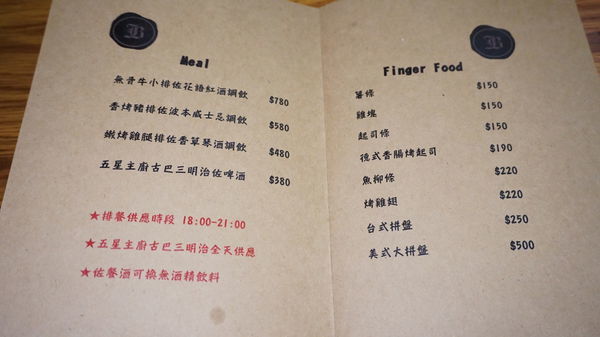 B
Meal
無骨牛小排佐花語紅酒調飲 $780
香烤豬排佐波本威士忌調飲 $580
嫩烤雞腿排佐香草琴酒調飲 $480
五星主廚古巴三明治佐啤酒 $380
★排餐供應時段 18:00-21:00
★五星主廚古巴三明治全天供應
★佐餐酒可換無酒精飲料
B
Finger Food
薯條 $150
雞塊 $150
起司條 $150
德式香腸烤起司 $190
魚柳條 $220
烤雞翅 $220
台式拼盤 $250
美式大拼盤 $500